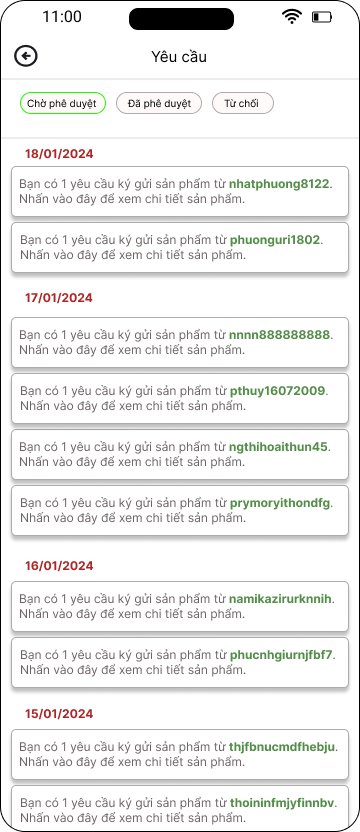 11:00
Yêu cầu
Chờ phê duyệt
Đã phê duyệt
Từ chối
18/01/2024
Bạn có 1 yêu cầu ký gửi sản phẩm từ nhatphuong8122.
Nhấn vào đây để xem chi tiết sản phẩm.
Bạn có 1 yêu cầu ký gửi sản phẩm từ phuonguri1802.
Nhấn vào đây để xem chi tiết sản phẩm.
17/01/2024
Bạn có 1 yêu cầu ký gửi sản phẩm từ nnnn888888888.
Nhấn vào đây để xem chi tiết sản phẩm.
Bạn có 1 yêu cầu ký gửi sản phẩm từ pthuy16072009.
Nhấn vào đây để xem chi tiết sản phẩm.
Bạn có 1 yêu cầu ký gửi sản phẩm từ ngthihoaithun45.
Nhấn vào đây để xem chi tiết sản phẩm.
Bạn có 1 yêu cầu ký gửi sản phẩm từ prymoryithondfg.
Nhấn vào đây để xem chi tiết sản phẩm.
16/01/2024
Bạn có 1 yêu cầu ký gửi sản phẩm từ namikazirurknnih.
Nhấn vào đây để xem chi tiết sản phẩm.
Bạn có 1 yêu cầu ký gửi sản phẩm từ phucnhgiurnjfbf7.
Nhấn vào đây để xem chi tiết sản phẩm.
15/01/2024
Bạn có 1 yêu cầu ký gửi sản phẩm từ thjfbnucmdfhebju.
Nhấn vào đây để xem chi tiết sản phẩm.
Bạn có 1 yêu cầu ký gửi sản phẩm từ thoininfmjyfinnbv.
Nhấn vào đây để xem chi tiết sản phẩm.